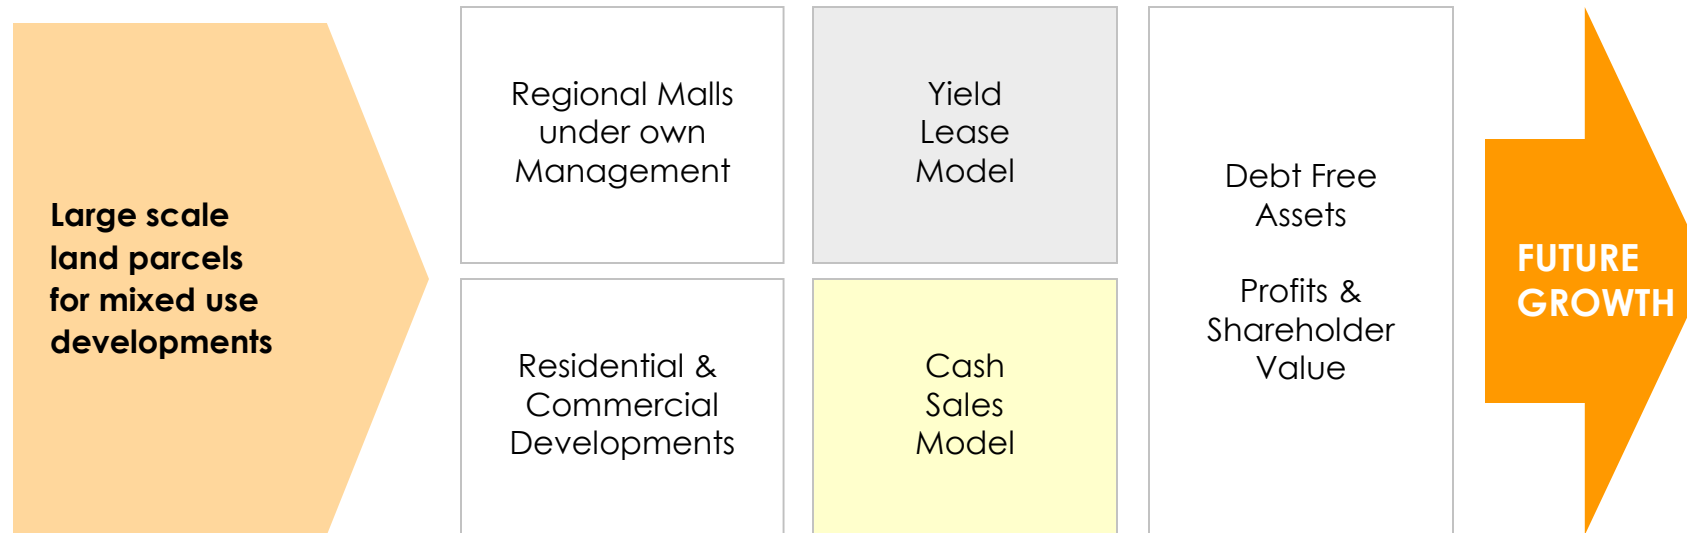 Large scale
land parcels
for mixed use
developments
Regional Malls
under own
Management
Residential &
Commercial
Developments
Yield
Lease
Model
Cash
Sales
Model
Debt Free
Assets
Profits &
Shareholder
Value
FUTURE
GROWTH